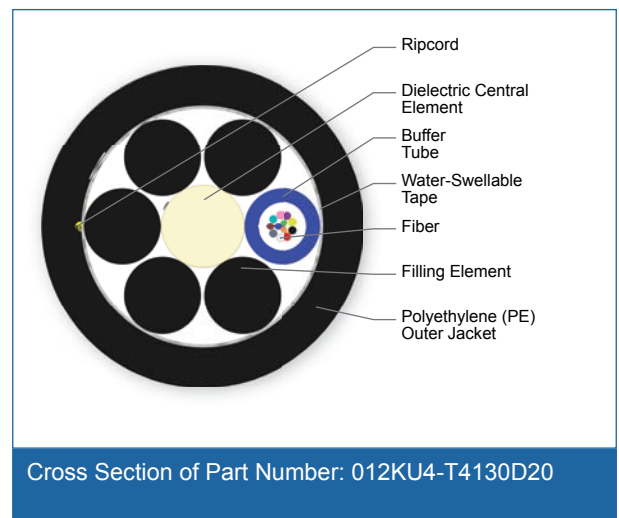 Ripcord
Dielectric Central
Element
Buffer
Tube
Water-Swellable
Tape
Fiber
Filling Element
Polyethylene (PE)
Outer Jacket
Cross Section of Part Number: 012KU4-T4130D20